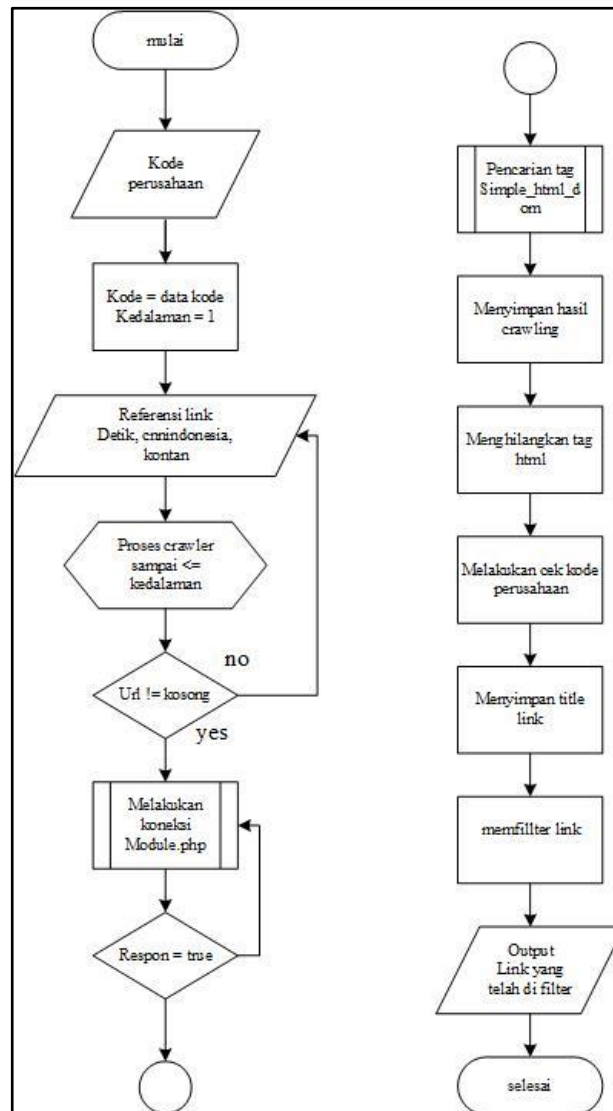 mulai
Kode
perusahaan
Kode = data kode
Kedalaman = 1
Referensi link
Detik, cnnindonesia,
kontan
Proses crawler
sampai <=
kedalaman
no
Url != kosong
yes
Melakukan
koneksi
Module.php
Respon = true
Pencarian tag
Simple_html_d
om
Menyimpan hasil
crawling
Menghilangkan tag
html
Melakukan cek kode
perusahaan
Menyimpan title
link
memfillter link
Output
Link yang
telah di filter
selesai